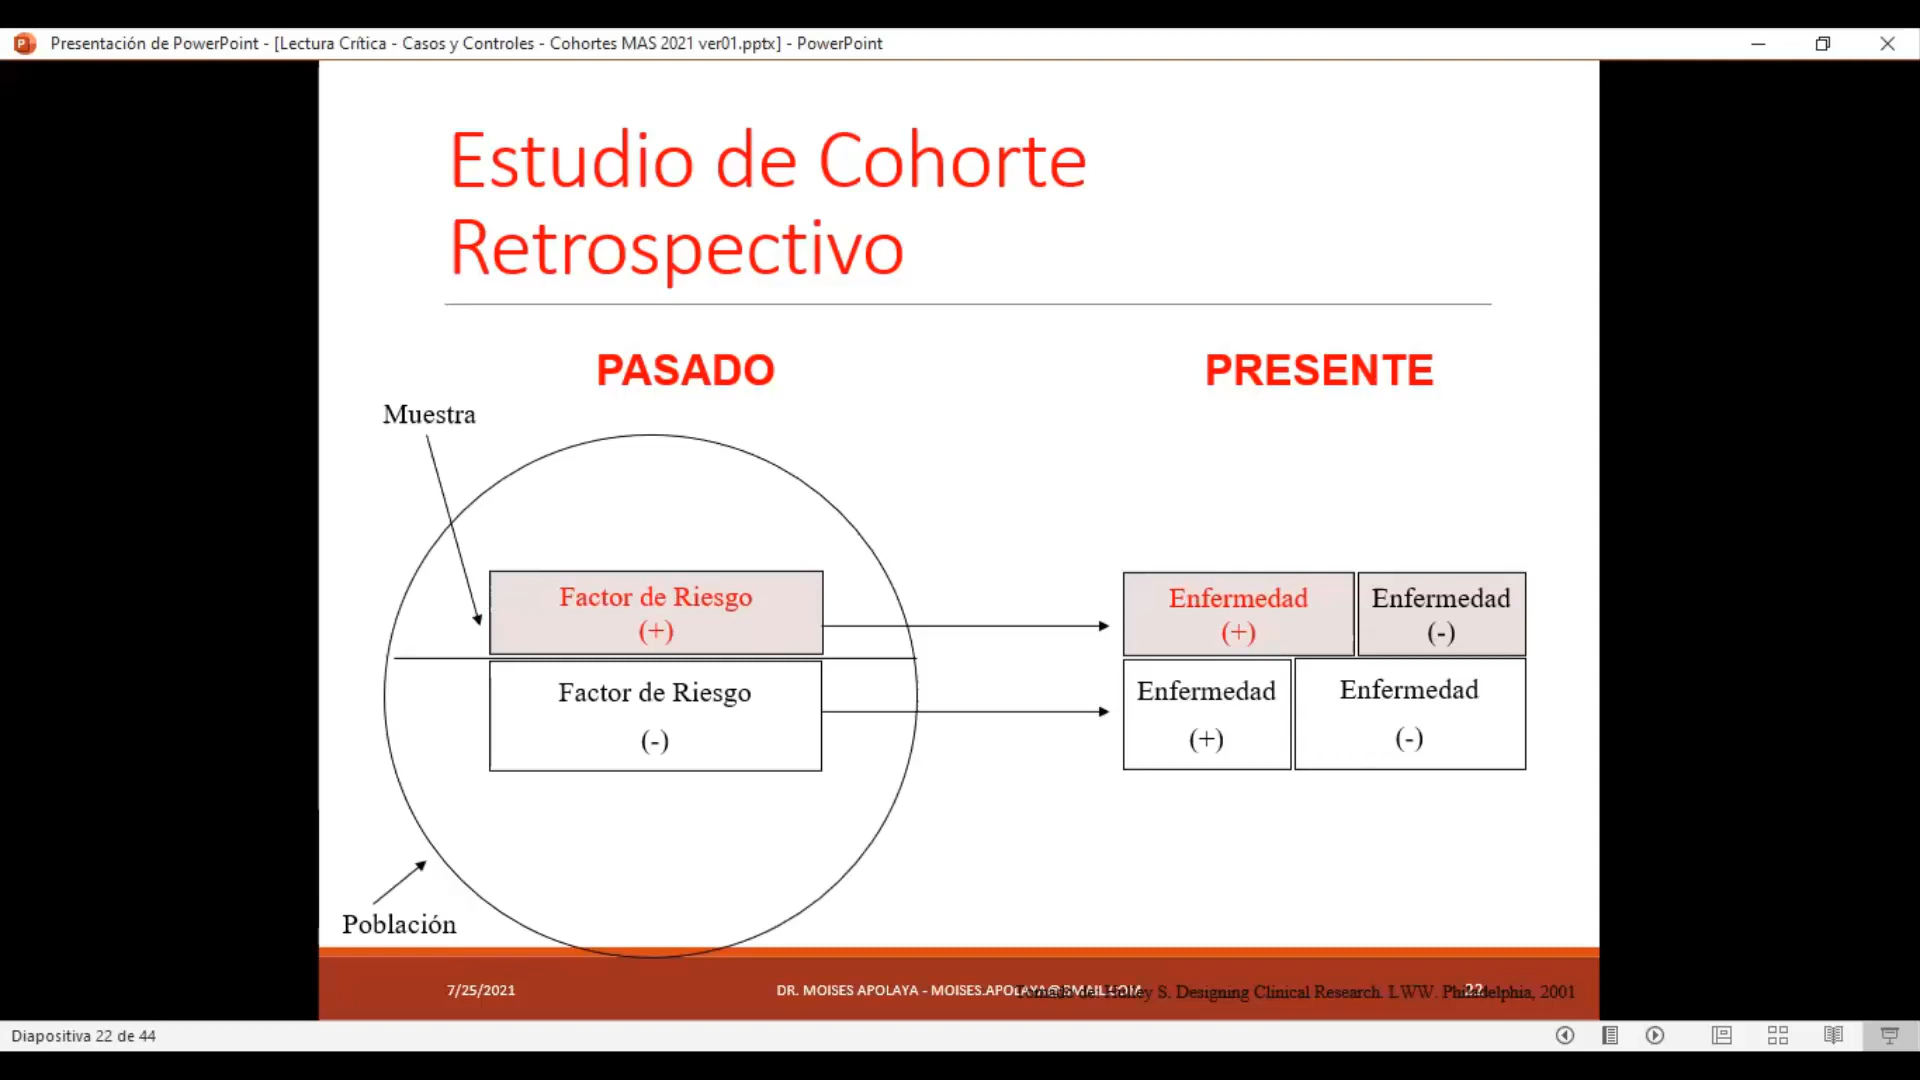 Presentación de PowerPoint - [Lectura Crítica - Casos y Controles - Cohortes MAS 2021 ver01.pptx] - PowerPoint
Estudio de Cohorte
Retrospectivo
PASADO
PRESENTE
Muestra
Factor de Riesgo
(+)
Enfermedad
(+)
Enfermedad
(-)
Factor de Riesgo
(-)
Enfermedad
(+)
Enfermedad
(-)
Población
7/25/2021
DR. MOISES APOLAYA - MOISES.APOLAYA@GMAIL.COM
S. Designing Clinical Research. LWW. Philadelphia, 2001
22
Diapositiva 22 de 44